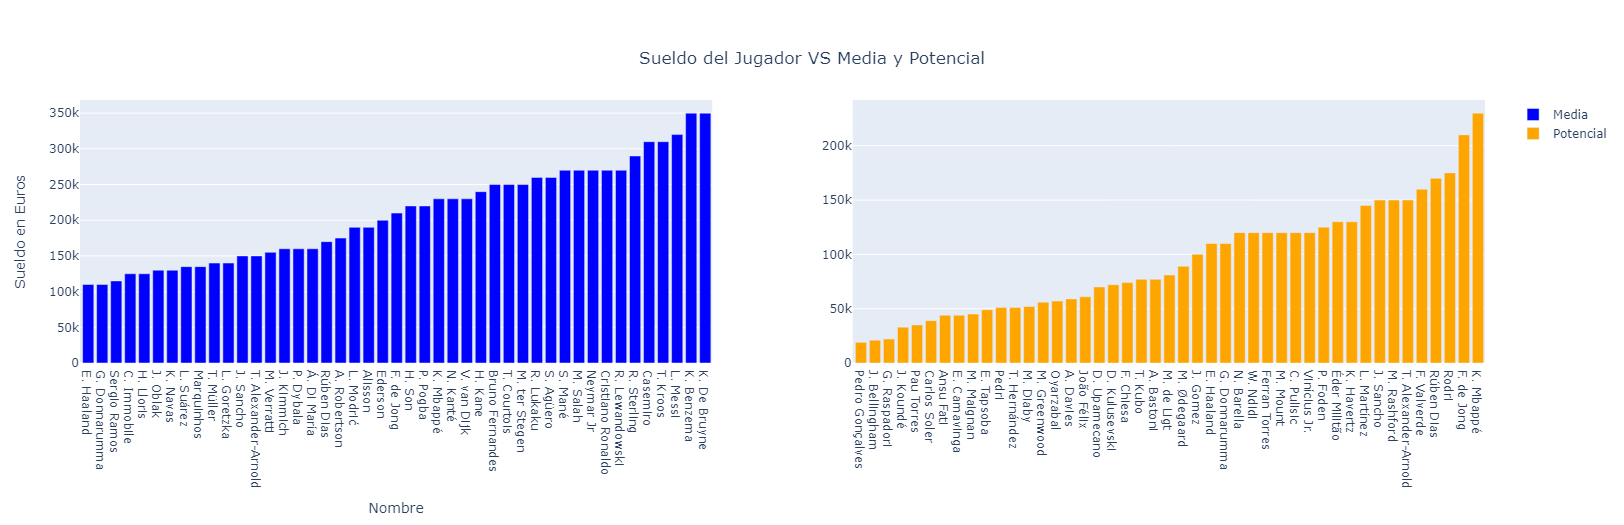 Sueldo del Jugador VS Media y Potencial
Sueldo en Euros
350k
300k
250k
200k
150k
100k
50k
0
E. Haaland
G. Donnarumma
Sergio Ramos
C. Immobile
H. Lloris
J. Oblak
K. Navas
L. Suárez
Marquinhos
T. Müller
L. Goretzka
J. Sancho
T. Alexander-Arnold
M. Verratti
J. Kimmich
P. Dybala
Á. Di María
Rúben Dias
A. Robertson
L. Modrić
Alisson
Ederson
F. de Jong
H. Son
P. Pogba
K. Mbappé
N. Kanté
V. van Dijk
H. Kane
Bruno Fernandes
T. Courtois
M. ter Stegen
R. Lukaku
S. Agüero
S. Mané
M. Salah
Neymar Jr
Cristiano Ronaldo
R. Lewandowski
R. Sterling
Casemiro
T. Kroos
L. Messi
K. Benzema
K. De Bruyne
Nombre
200k
150k
100k
50k
0
Pedro Gonçalves
J. Bellingham
G. Raspadori
J. Koundé
Pau Torres
Carlos Soler
Ansu Fati
E. Camavinga
M. Maignan
E. Tapsoba
Pedri
T. Hernández
M. Diaby
M. Greenwood
Oyarzabal
A. Davies
João Félix
D. Upamecano
D. Kulusevski
F. Chiesa
T. Kubo
A. Bastoni
M. de Ligt
M. Ødegaard
J. Gomez
E. Haaland
G. Donnarumma
N. Barella
W. Ndidi
Ferran Torres
M. Mount
C. Pulisic
Vinícius Jr.
P. Foden
Éder Militão
K. Havertz
L. Martínez
J. Sancho
M. Rashford
T. Alexander-Arnold
F. Valverde
Rúben Dias
Rodri
F. de Jong
K. Mbappé
Media
Potencial